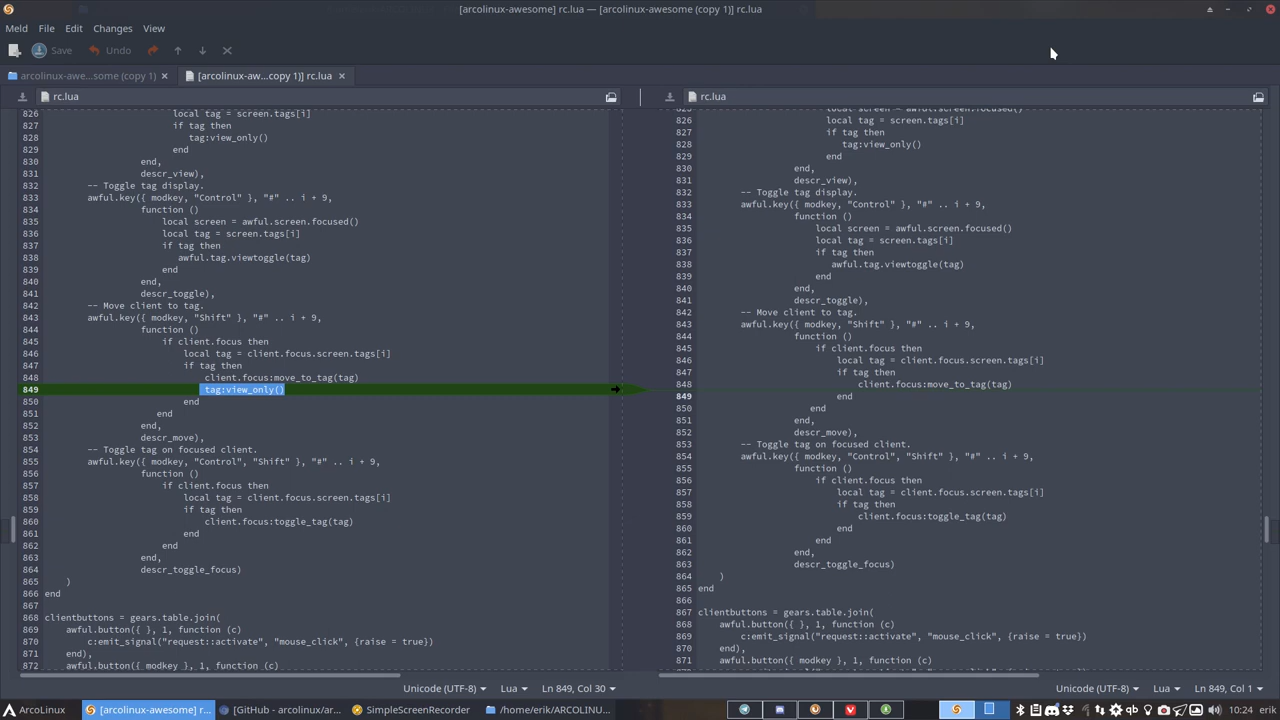 [arcolinux-awesome] rc.lua — [arcolinux-awesome (copy 1)] rc.lua
Meld File Edit Changes View
Save Undo
arcolinux-awe...some (copy 1)
[arcolinux-aw...copy 1)] rc.lua
rc.lua
826 local tag = screen.tags[i]
827 if tag then
828 tag:view_only()
829 end
830 end,
831 descr_view),
832 -- Toggle tag display.
833 awful.key({ modkey, "Control" }, "#" .. i + 9,
834 function ()
835 local screen = awful.screen.focused()
836 local tag = screen.tags[i]
837 if tag then
838 awful.tag.viewtoggle(tag)
839 end
840 end,
841 descr_toggle),
842 -- Move client to tag.
843 awful.key({ modkey, "Shift" }, "#" .. i + 9,
844 function ()
845 if client.focus then
846 local tag = client.focus.screen.tags[i]
847 if tag then
848 client.focus:move_to_tag(tag)
849 tag:view_only()
850 end
851 end
852 end,
853 descr_move),
854 -- Toggle tag on focused client.
855 awful.key({ modkey, "Control", "Shift" }, "#" .. i + 9,
856 function ()
857 if client.focus then
858 local tag = client.focus.screen.tags[i]
859 if tag then
860 client.focus:toggle_tag(tag)
861 end
862 end
863 end,
864 descr_toggle_focus)
865 )
866 end
867
868 clientbuttons = gears.table.join(
869 awful.button({ }, 1, function (c)
870 c:emit_signal("request::activate", "mouse_click", {raise = true})
871 end),
872 awful.button({ modkey }, 1, function (c)
Unicode (UTF-8) Lua Ln 849, Col 30
rc.lua
825 local screen = awful.screen.focused()
826 local tag = screen.tags[i]
827 if tag then
828 tag:view_only()
829 end
830 end,
831 descr_view),
832 -- Toggle tag display.
833 awful.key({ modkey, "Control" }, "#" .. i + 9,
834 function ()
835 local screen = awful.screen.focused()
836 local tag = screen.tags[i]
837 if tag then
838 awful.tag.viewtoggle(tag)
839 end
840 end,
841 descr_toggle),
842 -- Move client to tag.
843 awful.key({ modkey, "Shift" }, "#" .. i + 9,
844 function ()
845 if client.focus then
846 local tag = client.focus.screen.tags[i]
847 if tag then
848 client.focus:move_to_tag(tag)
849 end
850 end
851 end,
852 descr_move),
853 -- Toggle tag on focused client.
854 awful.key({ modkey, "Control", "Shift" }, "#" .. i + 9,
855 function ()
856 if client.focus then
857 local tag = client.focus.screen.tags[i]
858 if tag then
859 client.focus:toggle_tag(tag)
860 end
861 end
862 end,
863 descr_toggle_focus)
864 )
865 end
866
867 clientbuttons = gears.table.join(
868 awful.button({ }, 1, function (c)
869 c:emit_signal("request::activate", "mouse_click", {raise = true})
870 end),
871 awful.button({ modkey }, 1, function (c)
Unicode (UTF-8) Lua Ln 849, Col 1
ArcoLinux [arcolinux-awesome] r... [GitHub - arcolinux/ar... SimpleScreenRecorder /home/erik/ARCOLINU... qb 10:24 erik